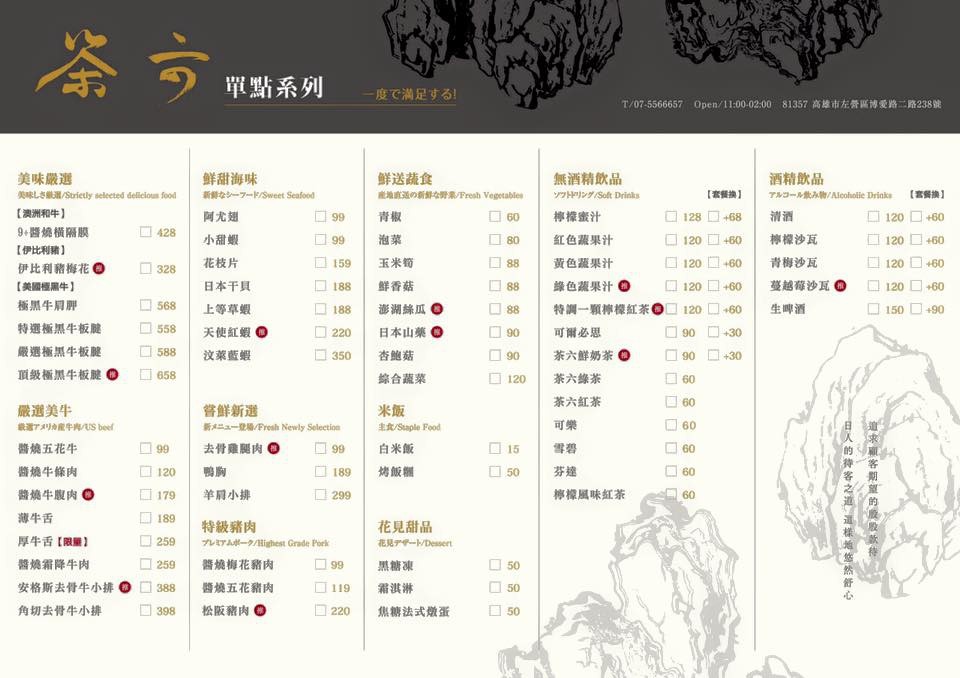 茶六
單點系列
一度で満足する!
T/07-5566657 Open/11:00-02:00 81357 高雄市左營區博愛路二路238號
美味嚴選
美味しさ厳選/Strictly selected delicious food
【澳洲和牛】
9+醬燒橫隔膜 428
【伊比利豬】
伊比利豬梅花 推 328
【美國極黑牛】
極黑牛肩胛 568
特選極黑牛板腱 558
嚴選極黑牛板腱 588
頂級極黑牛板腱 推 658
嚴選美牛
厳選アメリカ産牛肉/US beef
醬燒五花牛 99
醬燒牛條肉 120
醬燒牛腹肉 推 179
薄牛舌 189
厚牛舌【限量】 259
醬燒霜降牛肉 259
安格斯去骨牛小排 推 388
角切去骨牛小排 398
鮮甜海味
新鮮なシーフード/Sweet Seafood
阿尤翅 99
小甜蝦 99
花枝片 159
日本干貝 188
上等草蝦 188
天使紅蝦 推 220
汶萊藍蝦 350
嘗鮮新選
新メニュー登場/Fresh Newly Selection
去骨雞腿肉 推 99
鴨胸 189
羊肩小排 299
特級豬肉
プレミアムポーク/Highest Grade Pork
醬燒梅花豬肉 99
醬燒五花豬肉 119
松阪豬肉 推 220
鮮送蔬食
産地直送の新鮮な野菜/Fresh Vegetables
青椒 60
泡菜 80
玉米筍 88
鮮香菇 88
澎湖絲瓜 推 88
日本山藥 推 90
杏鮑菇 90
綜合蔬菜 120
米飯
主食/Staple Food
白米飯 15
烤飯糰 50
花見甜品
花見デザート/Dessert
黑糖凍 50
霜淇淋 50
焦糖法式燉蛋 50
無酒精飲品
ソフトドリング/Soft Drinks 【套餐換】
檸檬蜜汁 128 +68
紅色蔬果汁 120 +60
黃色蔬果汁 120 +60
綠色蔬果汁 推 120 +60
特調一顆檸檬紅茶 推 120 +60
可爾必思 90 +30
茶六鮮奶茶 推 90 +30
茶六綠茶 60
茶六紅茶 60
可樂 60
雪碧 60
芬達 60
檸檬風味紅茶 60
酒精飲品
アルコール飲み物/Aicoholic Drinks 【套餐換】
清酒 120 +60
檸檬沙瓦 120 +60
青梅沙瓦 120 +60
蔓越莓沙瓦 推 120 +60
生啤酒 150 +90
追求顧客期望的殷殷款待
日人的待客之道 這樣地悠然舒心